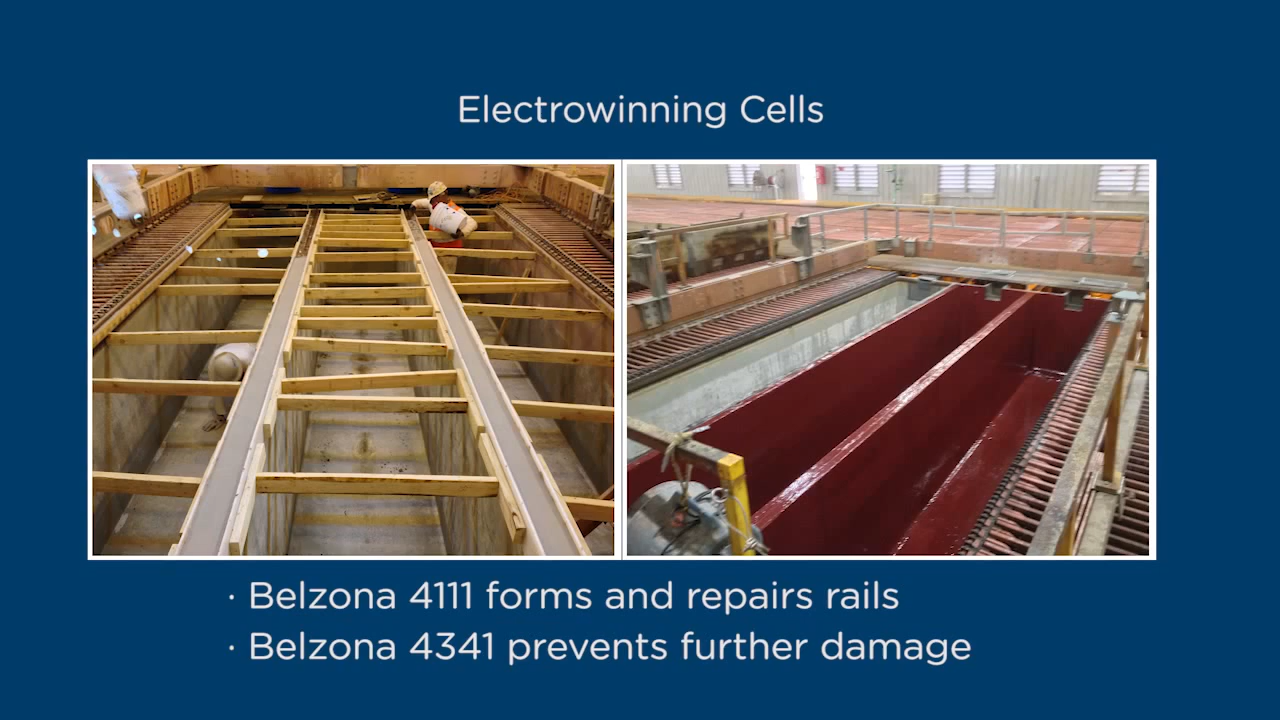 Electrowinning Cells
· Belzona 4111 forms and repairs rails
· Belzona 4341 prevents further damage